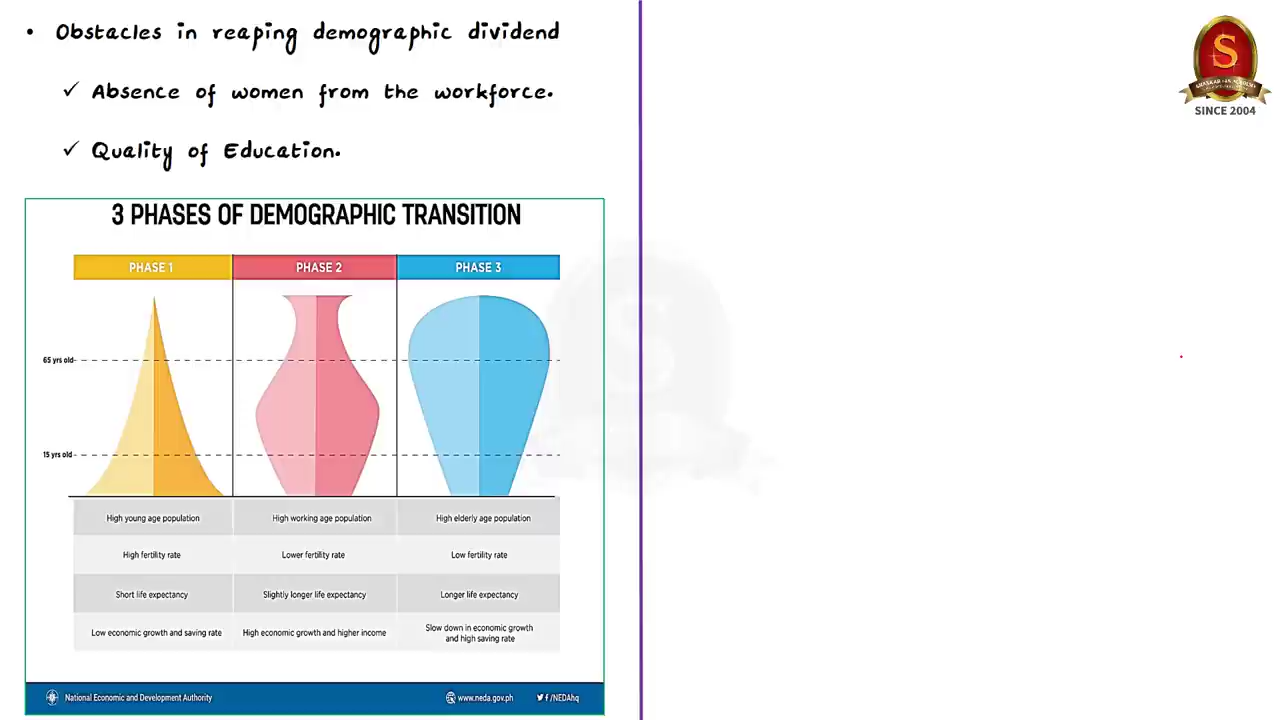 • Obstacles in reaping demographic dividend
✓ Absence of women from the workforce.
✓ Quality of Education.
S
SINCE 2004
3 PHASES OF DEMOGRAPHIC TRANSITION
PHASE 1 PHASE 2 PHASE 3
65 yrs old
15 yrs old
High young age population High working age population High elderly age population
High fertility rate Lower fertility rate Low fertility rate
Short life expectancy Slightly longer life expectancy Longer life expectancy
Low economic growth and saving rate High economic growth and higher income Slow down in economic growth
and high saving rate
National Economic and Development Authority www.neda.gov.ph f/NEDAhq